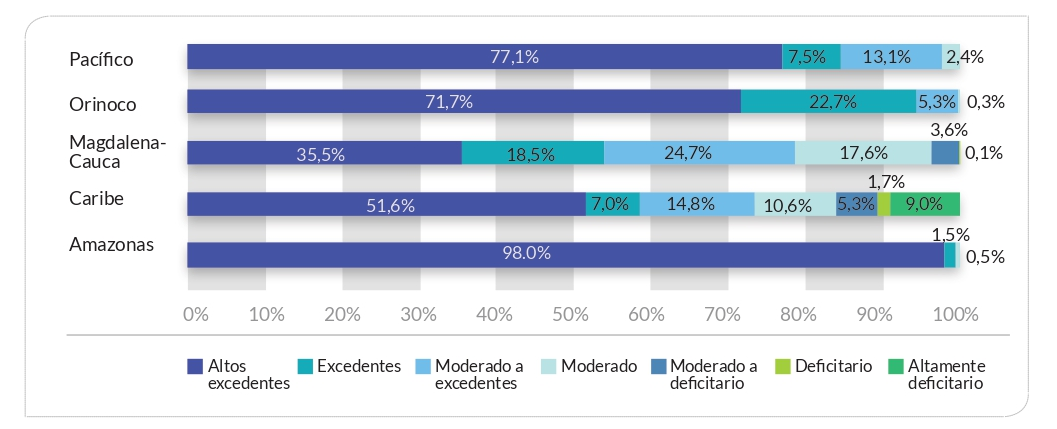 Pacífico
77,1%
7,5%
13,1%
2,4%
Orinoco
71,7%
22,7%
5,3%
0,3%
Magdalena-
Cauca
35,5%
18,5%
24,7%
17,6%
3,6%
0,1%
Caribe
51,6%
7,0%
14,8%
10,6%
5,3%
1,7%
9,0%
Amazonas
98.0%
1,5%
0,5%
0% 10% 20% 30% 40% 50% 60% 70% 80% 90% 100%
Altos
excedentes
Excedentes
Moderado a
excedentes
Moderado
Moderado a
deficitario
Deficitario
Altamente
deficitario